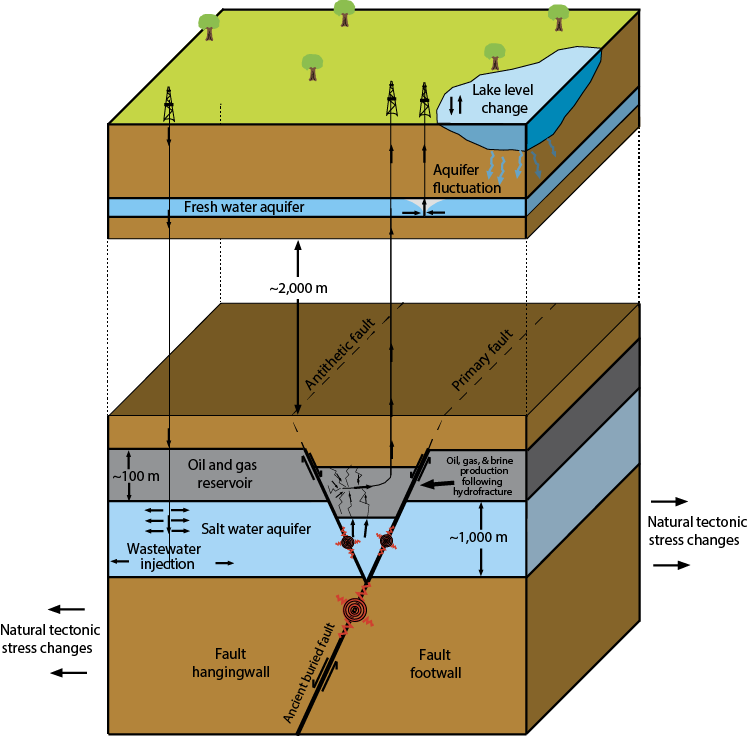 Lake level
change
Aquifer
fluctuation
Fresh water aquifer
~2,000 m
Antithetic fault
Primary fault
Oil and gas
reservoir
~100 m
Oil, gas, & brine
production
following
hydrofracture
Salt water aquifer
~1,000 m
Wastewater
injection
Natural tectonic
stress changes
Natural tectonic
stress changes
Fault
hangingwall
Ancient buried fault
Fault
footwall